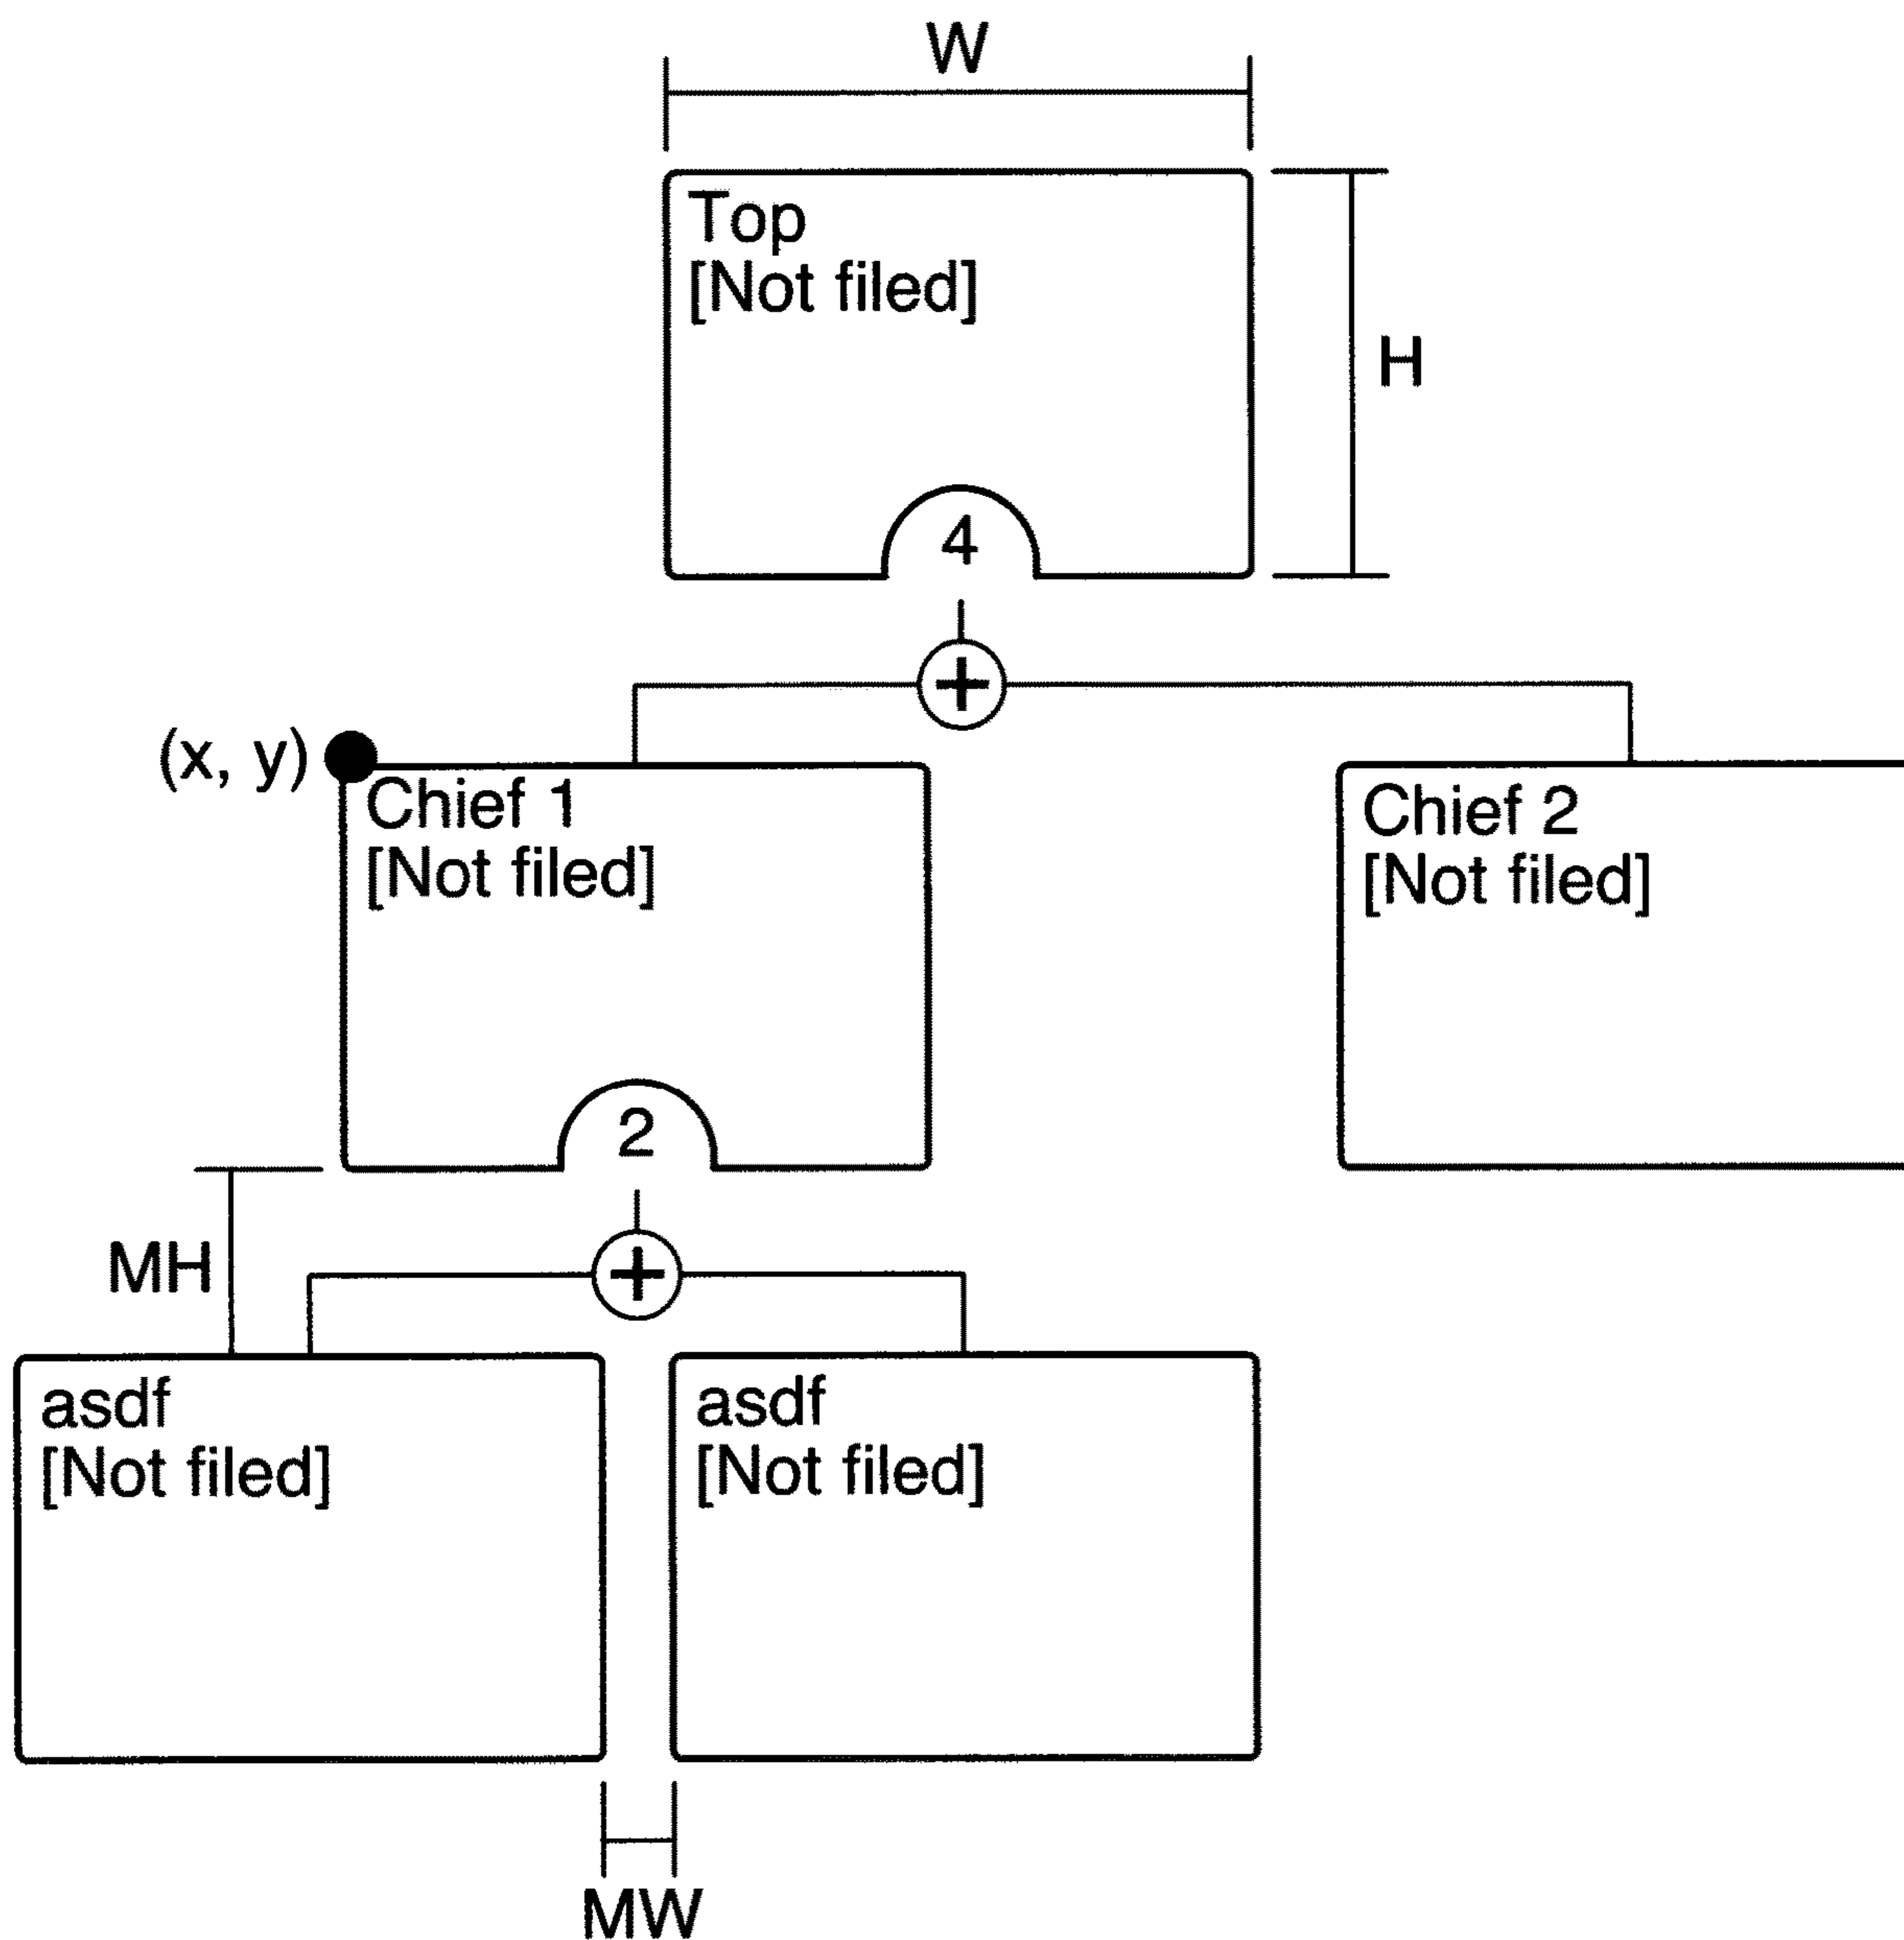 W
Top
[Not filed]
H
4
+
(x, y)
Chief 1
[Not filed]
Chief 2
[Not filed]
2
MH
+
asdf
[Not filed]
asdf
[Not filed]
MW